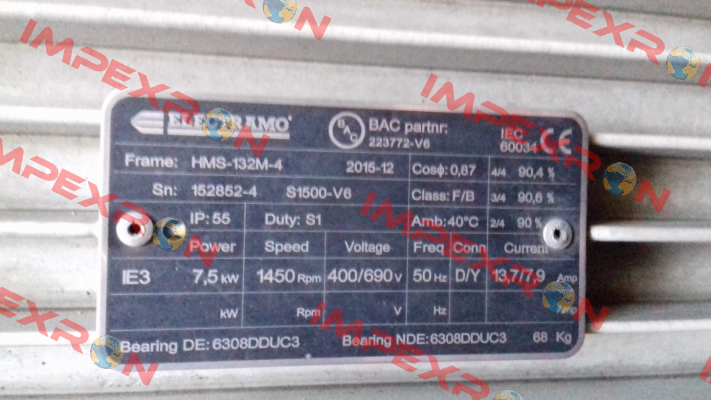 ELECTRAMO BAC BAC partnr: 223772-V6 IEC 60034 CE
Frame: HMS-132M-4 2015-12 Cosϕ: 0,87 4/4 90,4 %
Sn: 152852-4 S1500-V6 Class: F/B 3/4 90,6 %
IP: 55 Duty: S1 Amb: 40°C 2/4 90 %
Power Speed Voltage Freq Conn Current
IE3 7,5 kW 1450 Rpm 400/690 V 50 Hz D/Y 13,7/7,9 Amp
kW Rpm V Hz Amp
Bearing DE: 6308DDUC3 Bearing NDE: 6308DDUC3 68 Kg
IMPEXRON
IMPEXRON
IMPEXRON
IMPEXRON
IMPEXRON